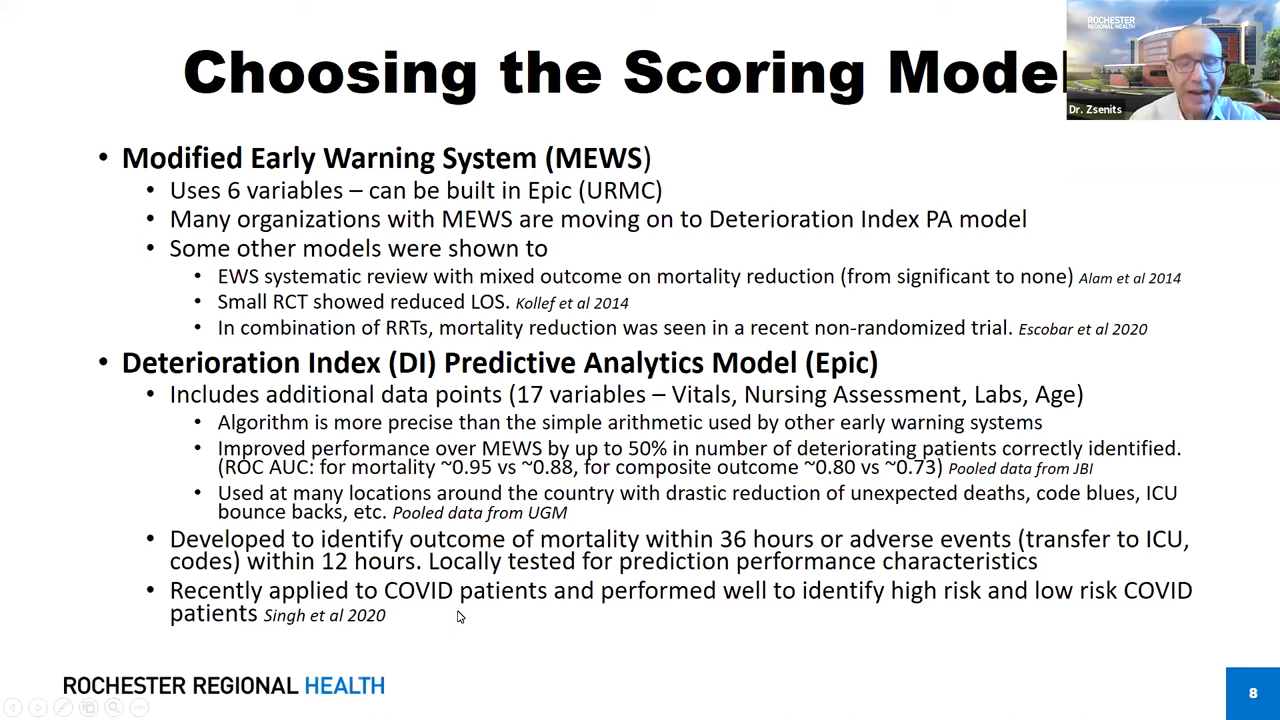 Choosing the Scoring Model
ROCHESTER
REGIONAL HEALTH
Dr. Zsenits
• Modified Early Warning System (MEWS)
• Uses 6 variables – can be built in Epic (URMC)
• Many organizations with MEWS are moving on to Deterioration Index PA model
• Some other models were shown to
• EWS systematic review with mixed outcome on mortality reduction (from significant to none) Alam et al 2014
• Small RCT showed reduced LOS. Kollef et al 2014
• In combination of RRTs, mortality reduction was seen in a recent non-randomized trial. Escobar et al 2020
• Deterioration Index (DI) Predictive Analytics Model (Epic)
• Includes additional data points (17 variables – Vitals, Nursing Assessment, Labs, Age)
• Algorithm is more precise than the simple arithmetic used by other early warning systems
• Improved performance over MEWS by up to 50% in number of deteriorating patients correctly identified.
(ROC AUC: for mortality ~0.95 vs ~0.88, for composite outcome ~0.80 vs ~0.73) Pooled data from JBI
• Used at many locations around the country with drastic reduction of unexpected deaths, code blues, ICU
bounce backs, etc. Pooled data from UGM
• Developed to identify outcome of mortality within 36 hours or adverse events (transfer to ICU,
codes) within 12 hours. Locally tested for prediction performance characteristics
• Recently applied to COVID patients and performed well to identify high risk and low risk COVID
patients Singh et al 2020
ROCHESTER REGIONAL HEALTH
8